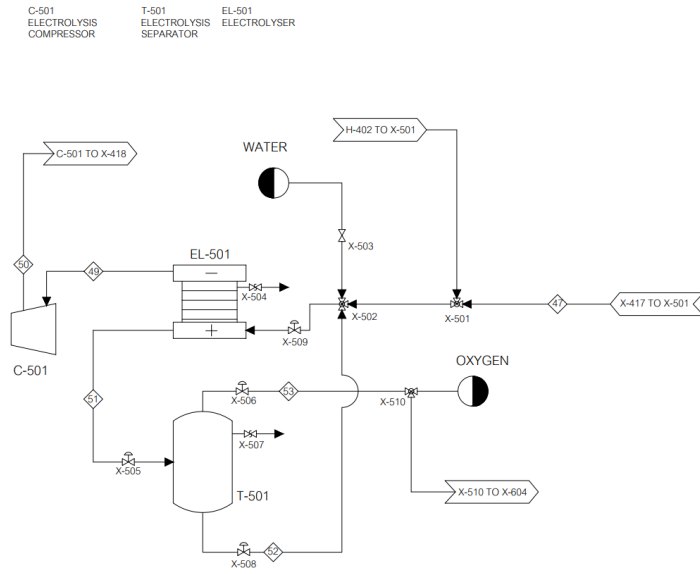 C-501
ELECTROLYSIS
COMPRESSOR
T-501
ELECTROLYSIS
SEPARATOR
EL-501
ELECTROLYSER
H-402 TO X-501
C-501 TO X-418
WATER
X-503
EL-501
50
49
X-504
X-502
X-501
47
X-417 TO X-501
X-509
C-501
OXYGEN
51
X-506
53
X-510
X-507
X-505
T-501
X-510 TO X-604
X-508
52